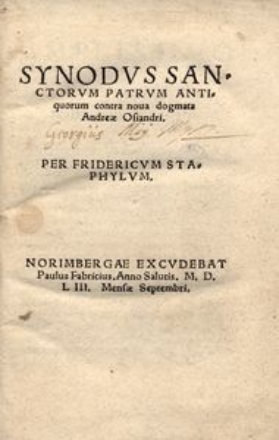 SYNODVS SAN-
CTORVM PATRVM ANTI-
quorum contra noua dogmata
Andreæ Osiandri.
Georgiis
PER FRIDERICVM STA-
PHYLVM.
NORIMBERGAE EXCVDEBAT
Paulus Fabricius. Anno Salutis. M. D.
L III. Mense Septembri.